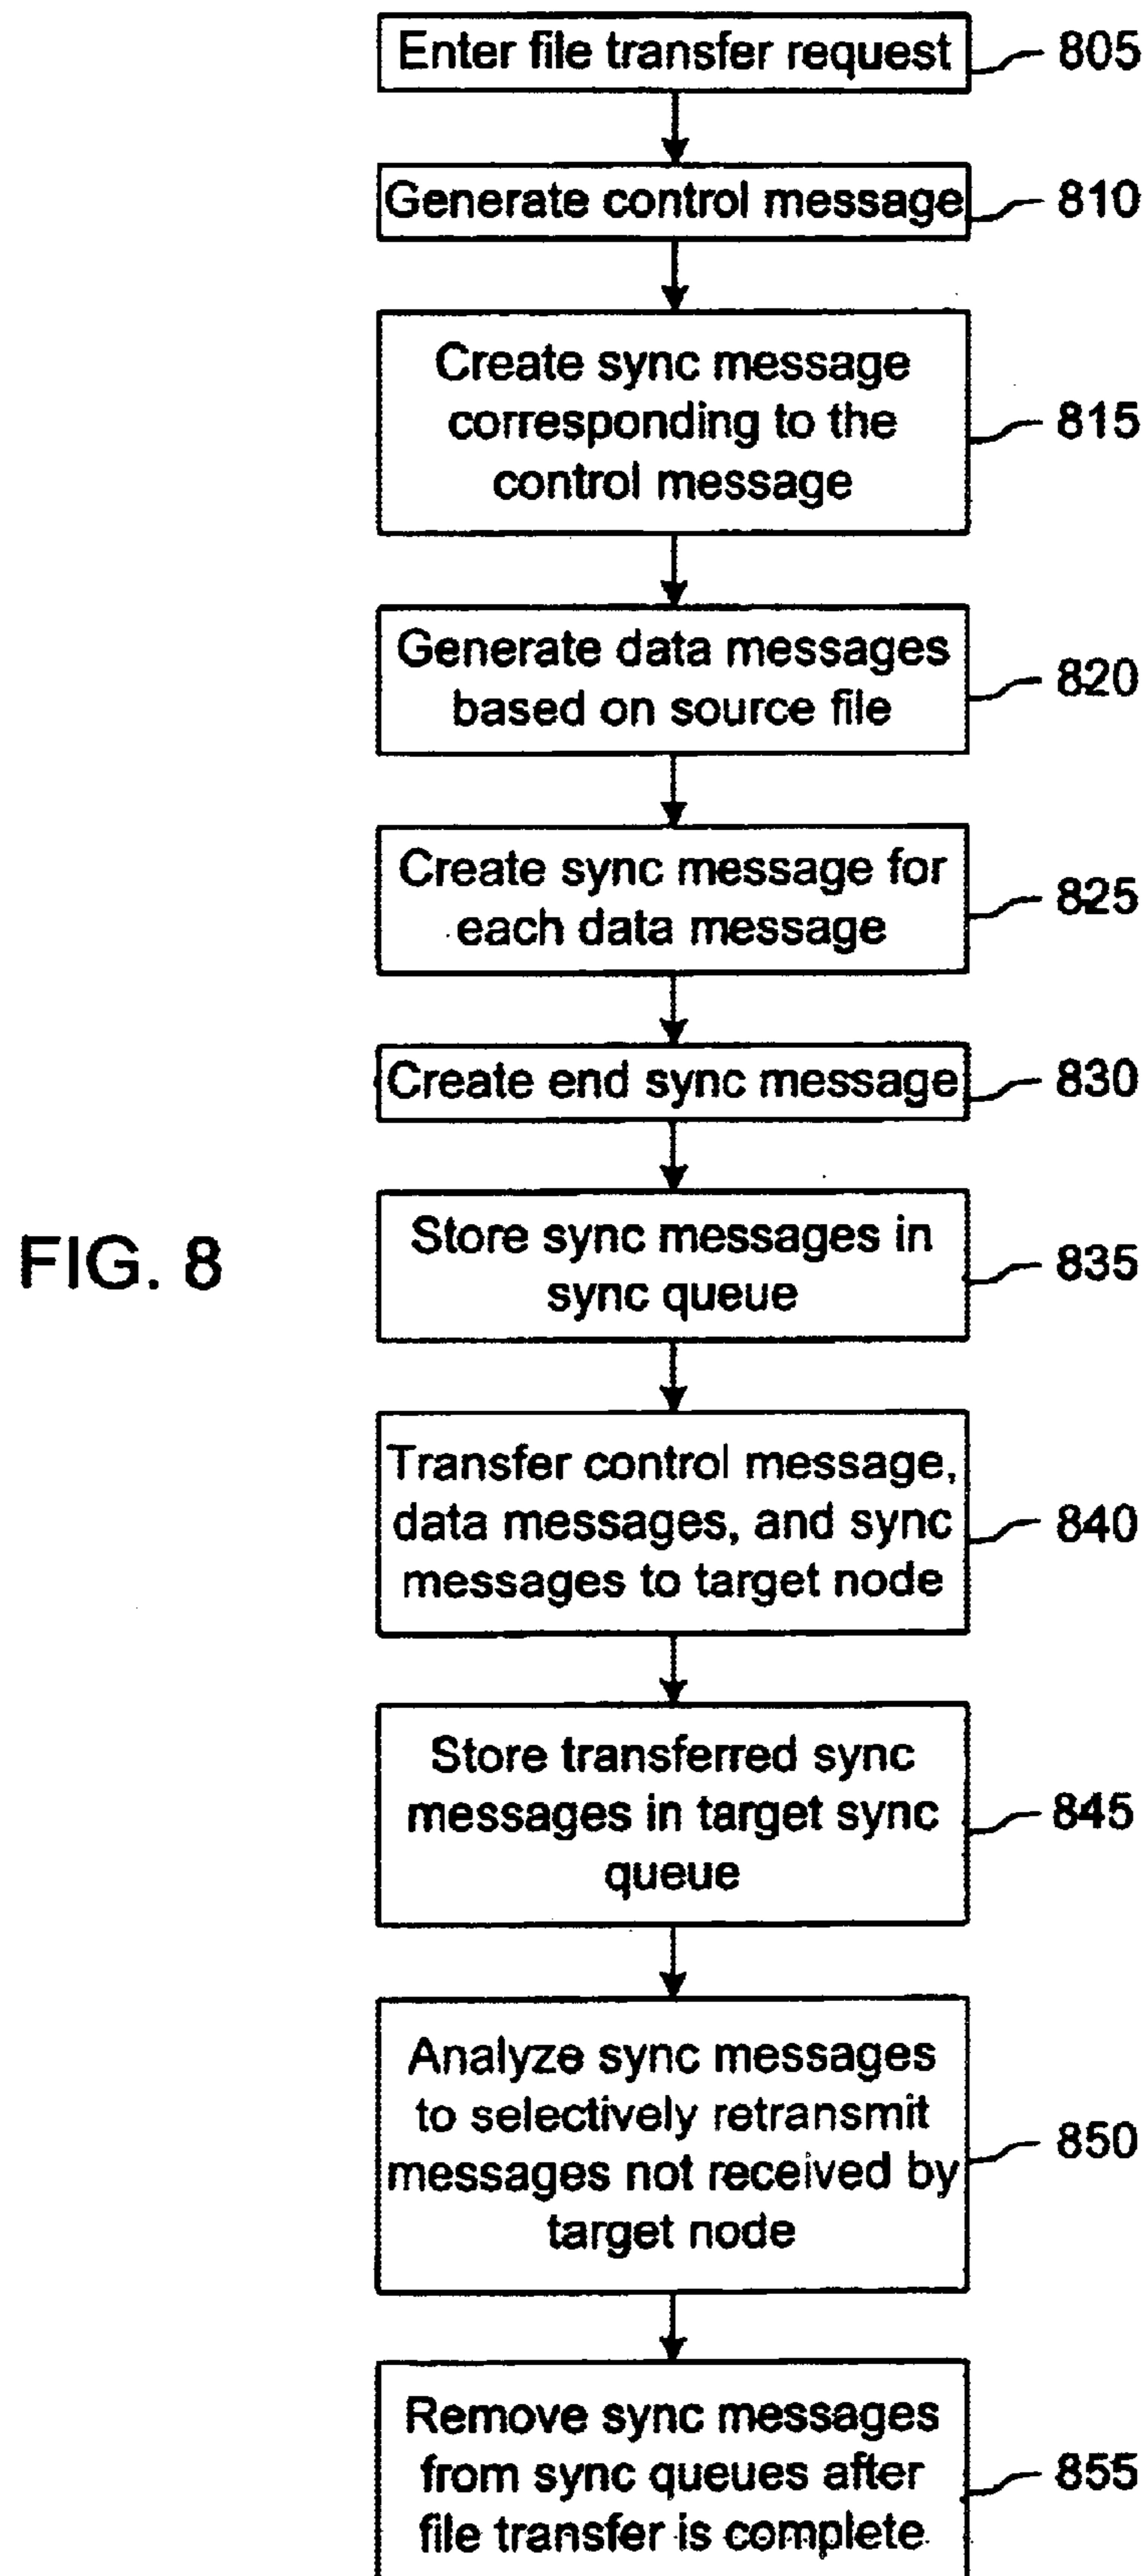 Enter file transfer request
805
Generate control message
810
Create sync message
corresponding to the
control message
815
Generate data messages
based on source file
820
Create sync message for
each data message
825
Create end sync message
830
FIG. 8
Store sync messages in
sync queue
835
Transfer control message,
data messages, and sync
messages to target node
840
Store transferred sync
messages in target sync
queue
845
Analyze sync messages
to selectively retransmit
messages not received by
target node
850
Remove sync messages
from sync queues after
file transfer is complete
855